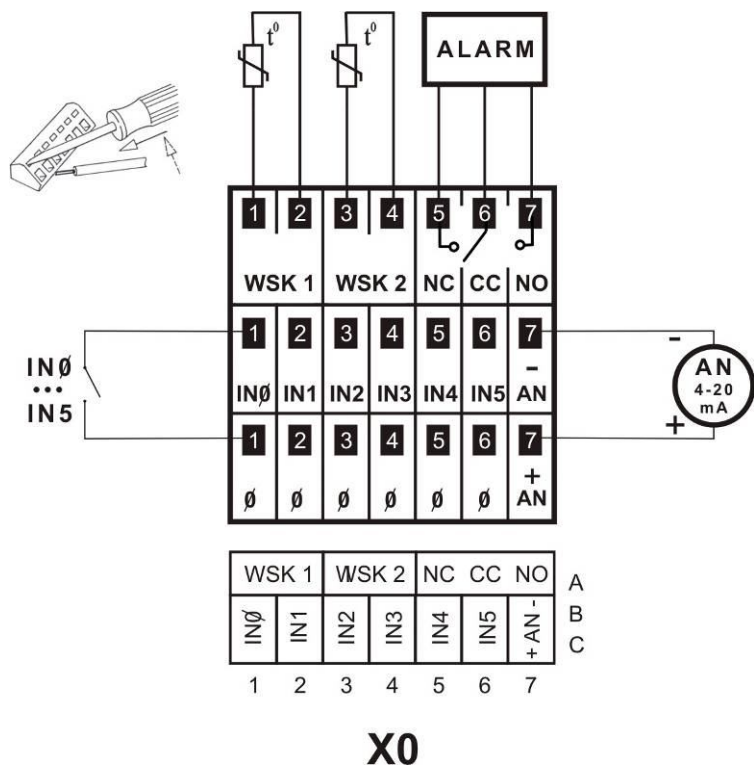 t⁰ t⁰
ALARM
1 2 3 4 5 6 7
WSK 1 WSK 2 NC CC NO
1 2 3 4 5 6 7
-
IN0 IN1 IN2 IN3 IN4 IN5 AN
IN0
•••
IN5
-
AN
4-20
mA
+
1 2 3 4 5 6 7
+
Ø Ø Ø Ø Ø Ø AN
WSK 1 WSK 2 NC CC NO A
IN0 IN1 IN2 IN3 IN4 IN5 + AN - B
C
1 2 3 4 5 6 7
X0